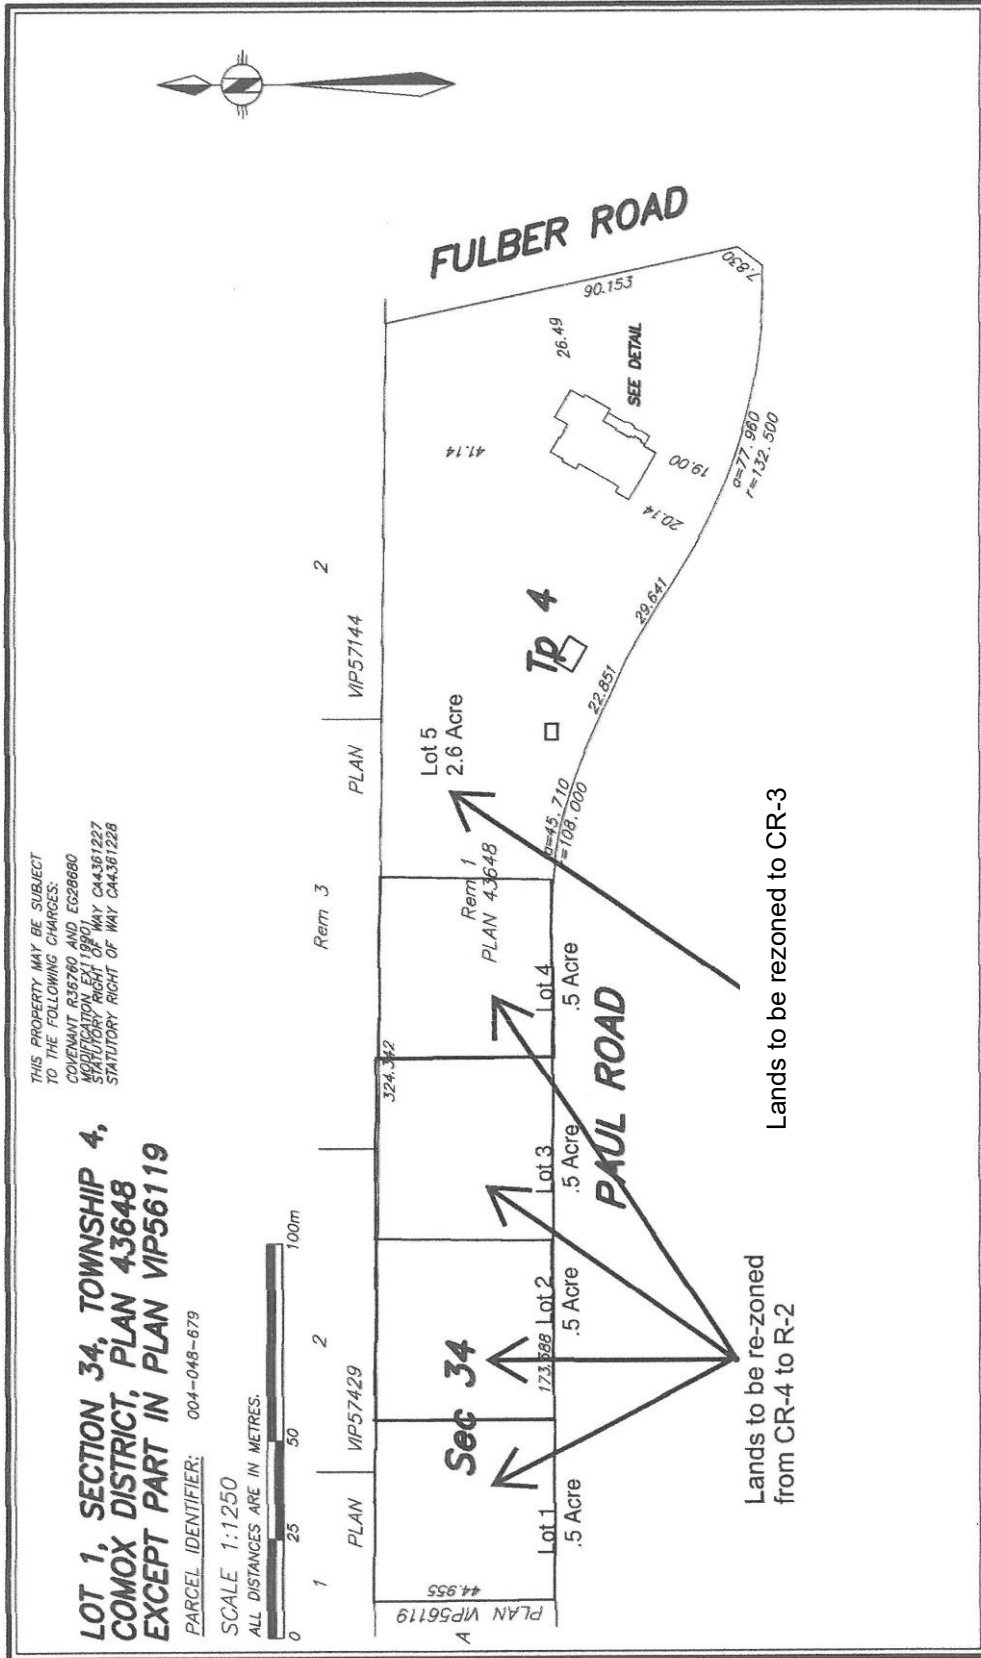 LOT 1, SECTION 34, TOWNSHIP 4,
COMOX DISTRICT, PLAN 43648
EXCEPT PART IN PLAN VIP56119
PARCEL IDENTIFIER: 004-048-679
SCALE 1:1250
ALL DISTANCES ARE IN METRES.
0 25 50 100m
THIS PROPERTY MAY BE SUBJECT
TO THE FOLLOWING CHARGES:
COVENANT R36760 AND EG28680
MODIFICATION EX119901
STATUTORY RIGHT OF WAY CA4361227
STATUTORY RIGHT OF WAY CA4361228
1
PLAN VIP57429
2
Rem 3
PLAN VIP57144
2
A
PLAN VIP56119
44.955
324.342
Sec 34
173.588
Rem 1
PLAN 43648
Lot 1
.5 Acre
Lot 2
.5 Acre
Lot 3
.5 Acre
Lot 4
.5 Acre
Lot 5
2.6 Acre
Tp 4
41.14
26.49
SEE DETAIL
19.00
20.14
90.153
7.830
FULBER ROAD
a=45.710
r=108.000
22.851
29.641
a=77.960
r=132.500
PAUL ROAD
Lands to be re-zoned
from CR-4 to R-2
Lands to be rezoned to CR-3